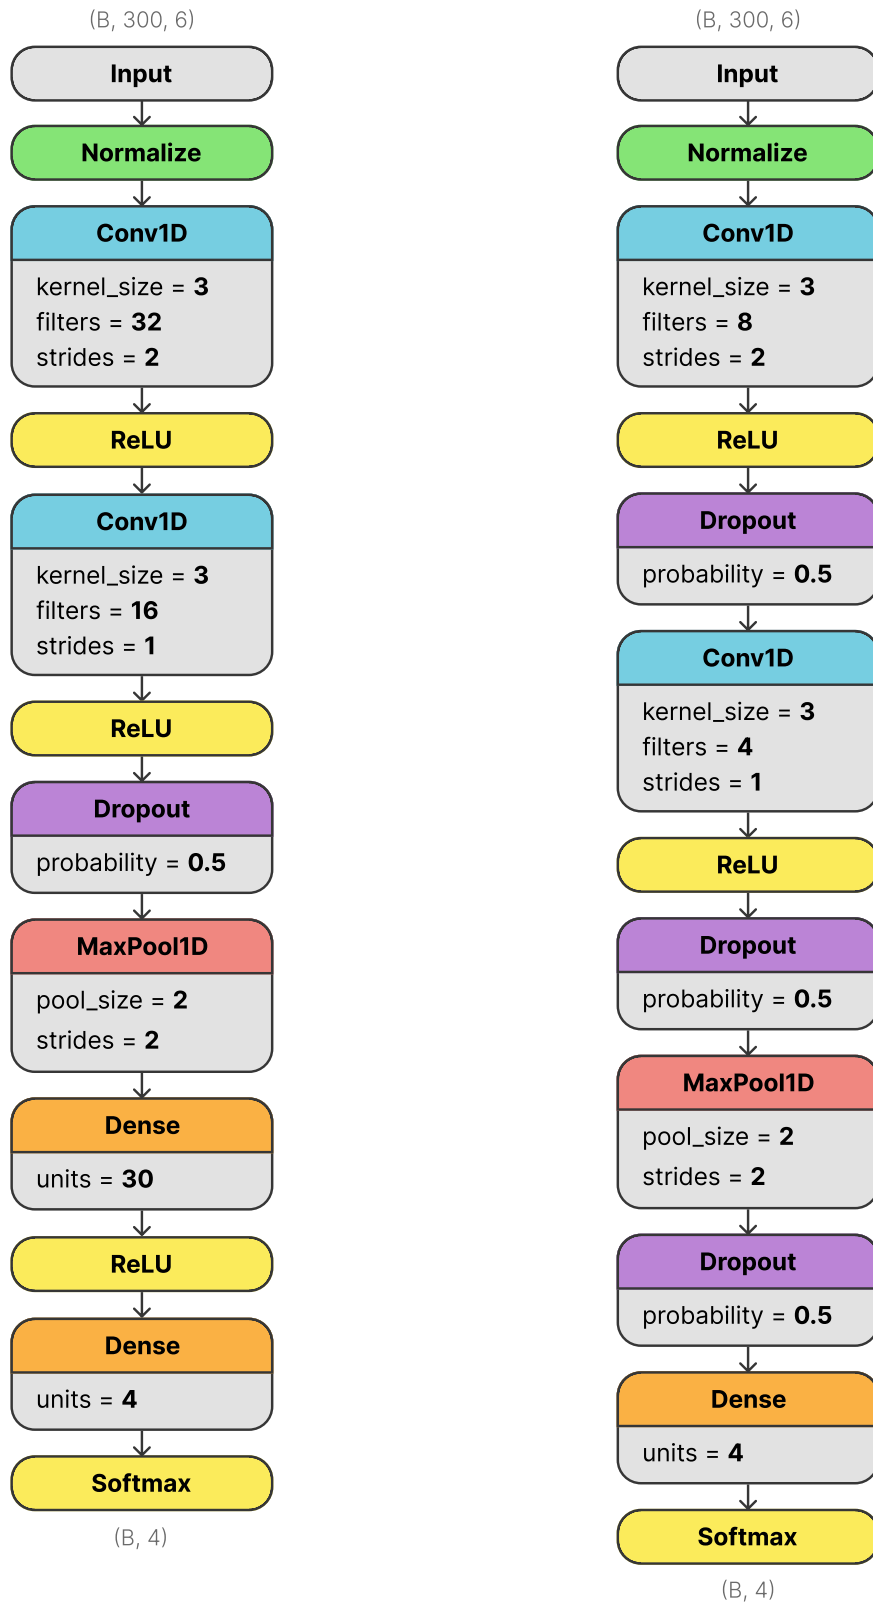 (B, 300, 6)
Input
Normalize
Conv1D
kernel_size = 3
filters = 32
strides = 2
ReLU
Conv1D
kernel_size = 3
filters = 16
strides = 1
ReLU
Dropout
probability = 0.5
MaxPool1D
pool_size = 2
strides = 2
Dense
units = 30
ReLU
Dense
units = 4
Softmax
(B, 4)
(B, 300, 6)
Input
Normalize
Conv1D
kernel_size = 3
filters = 8
strides = 2
ReLU
Dropout
probability = 0.5
Conv1D
kernel_size = 3
filters = 4
strides = 1
ReLU
Dropout
probability = 0.5
MaxPool1D
pool_size = 2
strides = 2
Dropout
probability = 0.5
Dense
units = 4
Softmax
(B, 4)